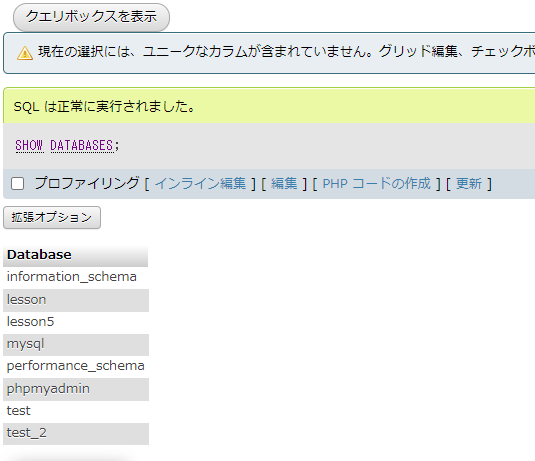 クエリボックスを表示
現在の選択には、ユニークなカラムが含まれていません。グリッド編集、チェックボ
SQL は正常に実行されました。
SHOW DATABASES;
プロファイリング [ インライン編集 ] [ 編集 ] [ PHP コードの作成 ] [ 更新 ]
拡張オプション
Database
information_schema
lesson
lesson5
mysql
performance_schema
phpmyadmin
test
test_2